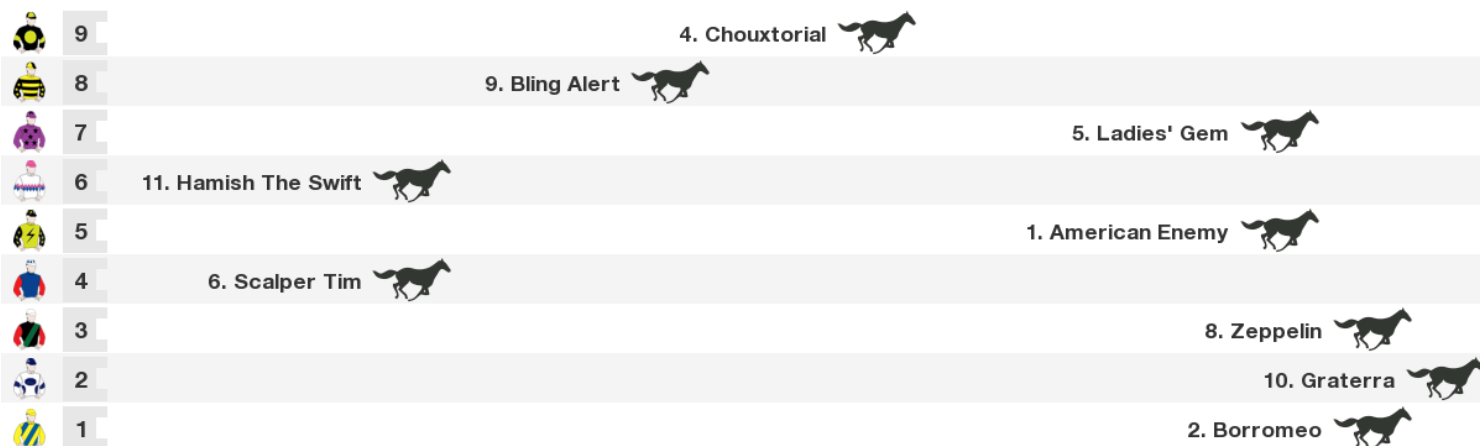 9 4. Chouxtorial
8 9. Bling Alert
7 5. Ladies' Gem
6 11. Hamish The Swift
5 1. American Enemy
4 6. Scalper Tim
3 8. Zeppelin
2 10. Graterra
1 2. Borromeo